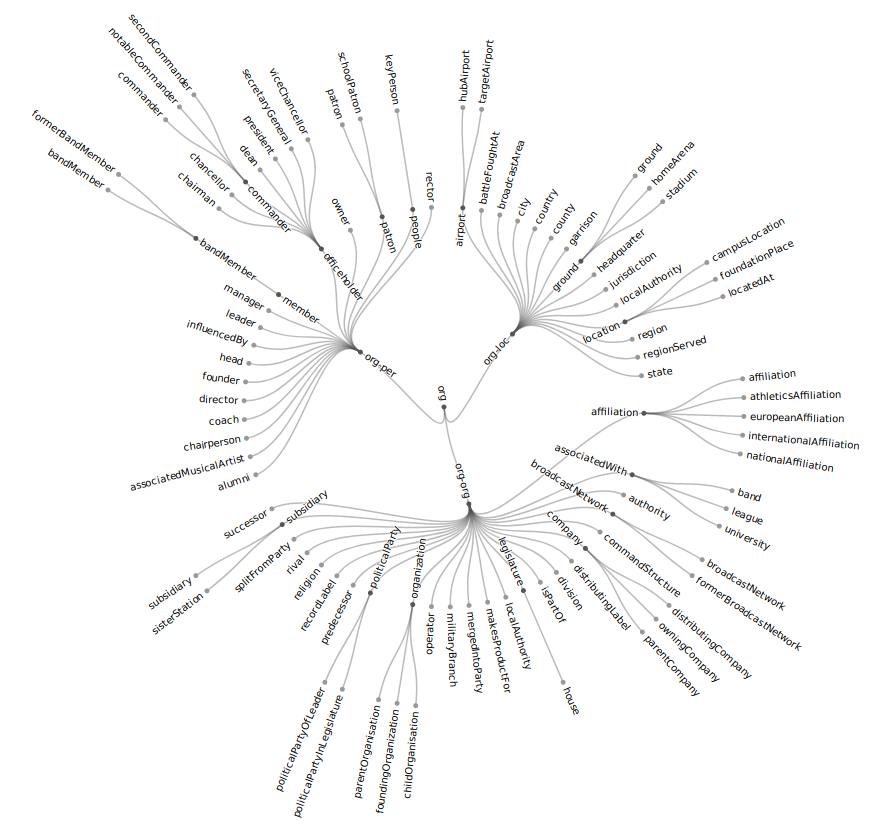 org
org-per
people
rector
keyPerson
patron
schoolPatron
patron
owner
officeholder
viceChancellor
secretaryGeneral
president
dean
commander
secondCommander
notableCommander
commander
chancellor
chairman
member
bandMember
formerBandMember
bandMember
manager
leader
influencedBy
head
founder
director
coach
chairperson
associatedMusicalArtist
alumni
org-loc
airport
hubAirport
targetAirport
battleFoughtAt
broadcastArea
city
country
county
garrison
ground
ground
homeArena
stadium
headquarter
jurisdiction
localAuthority
location
campusLocation
foundationPlace
locatedAt
region
regionServed
state
org-org
affiliation
affiliation
athleticsAffiliation
europeanAffiliation
internationalAffiliation
nationalAffiliation
associatedWith
band
league
university
authority
broadcastNetwork
broadcastNetwork
formerBroadcastNetwork
commandStructure
company
distributingCompany
owningCompany
parentCompany
distributingLabel
division
isPartOf
legislature
house
localAuthority
makesProductFor
mergedIntoParty
militaryBranch
operator
organization
childOrganisation
foundingOrganization
parentOrganisation
politicalParty
politicalPartyInLegislature
politicalPartyOfLeader
predecessor
recordLabel
religion
rival
splitFromParty
subsidiary
sisterStation
subsidiary
successor